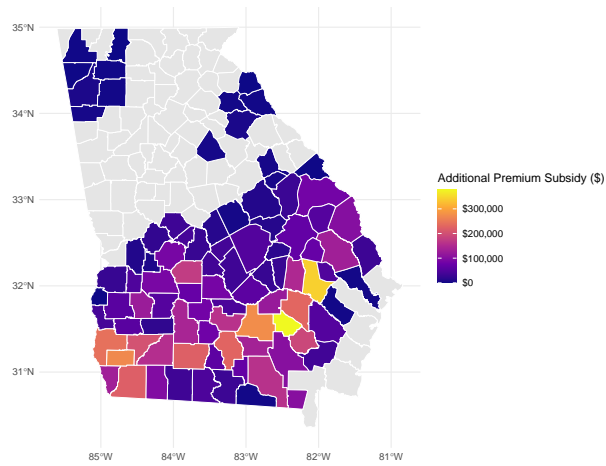 35°N
34°N
33°N
32°N
31°N
85°W 84°W 83°W 82°W 81°W
Additional Premium Subsidy ($)
$300,000
$200,000
$100,000
$0